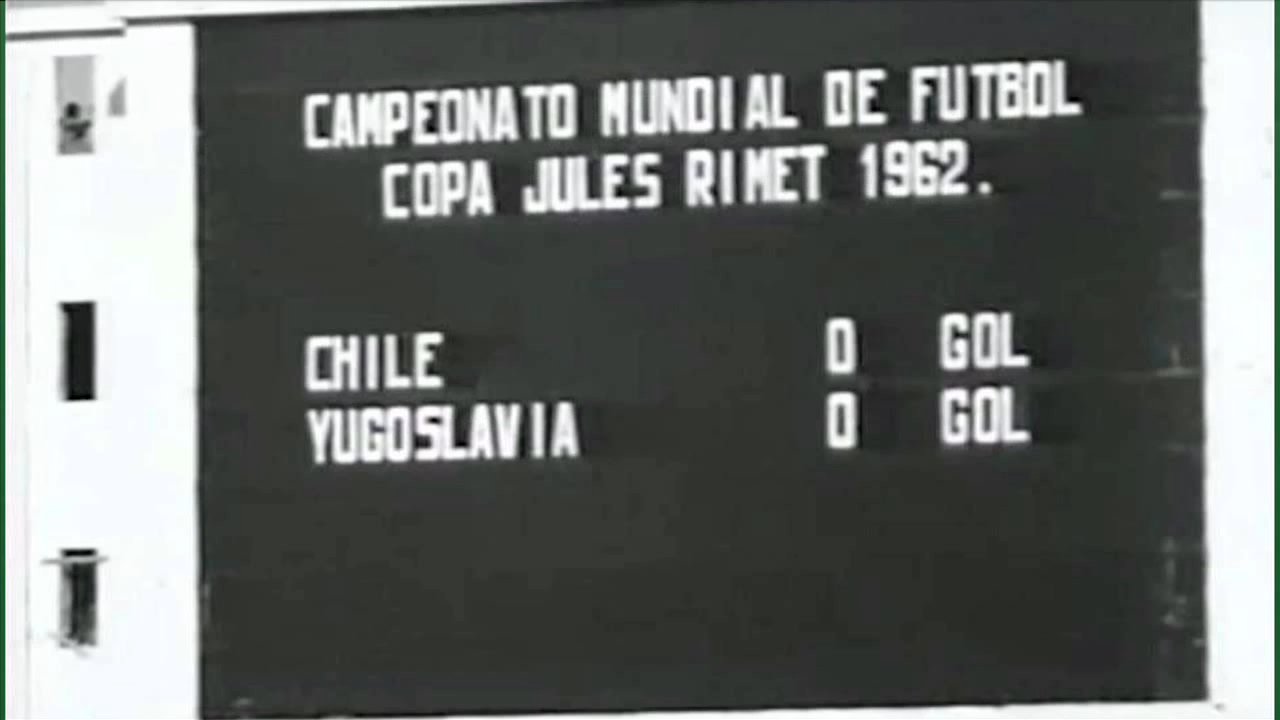 CAMPEONATO MUNDIAL DE FUTBOL
COPA JULES RIMET 1962.
CHILE 0 GOL
YUGOSLAVIA 0 GOL